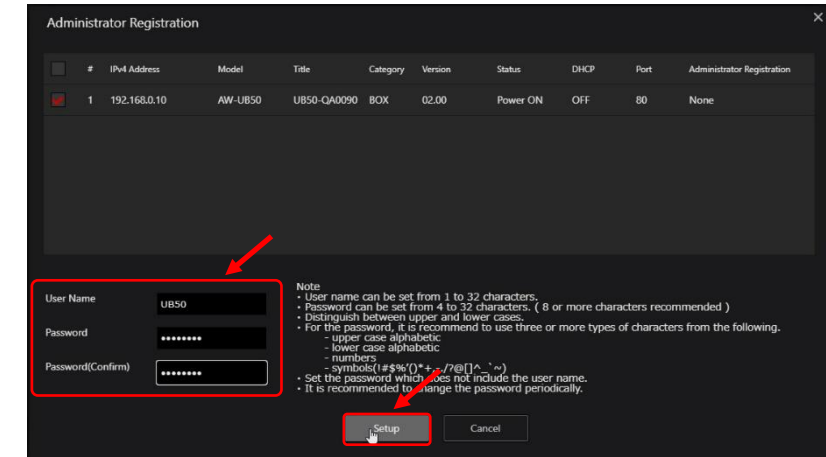 Administrator Registration
# IPv4 Address Model Title Category Version Status DHCP Port Administrator Registration
1 192.168.0.10 AW-UB50 UB50-QA0090 BOX 02.00 Power ON OFF 80 None
User Name UB50
Password ••••••••
Password(Confirm) ••••••••
Note
• User name can be set from 1 to 32 characters.
• Password can be set from 4 to 32 characters. ( 8 or more characters recommended )
• Distinguish between upper and lower cases.
• For the password, it is recommend to use three or more types of characters from the following.
- upper case alphabetic
- lower case alphabetic
- numbers
- symbols(!#$%'()*+,-./?@[]^_`~)
• Set the password which does not include the user name.
• It is recommended to change the password periodically.
Setup Cancel